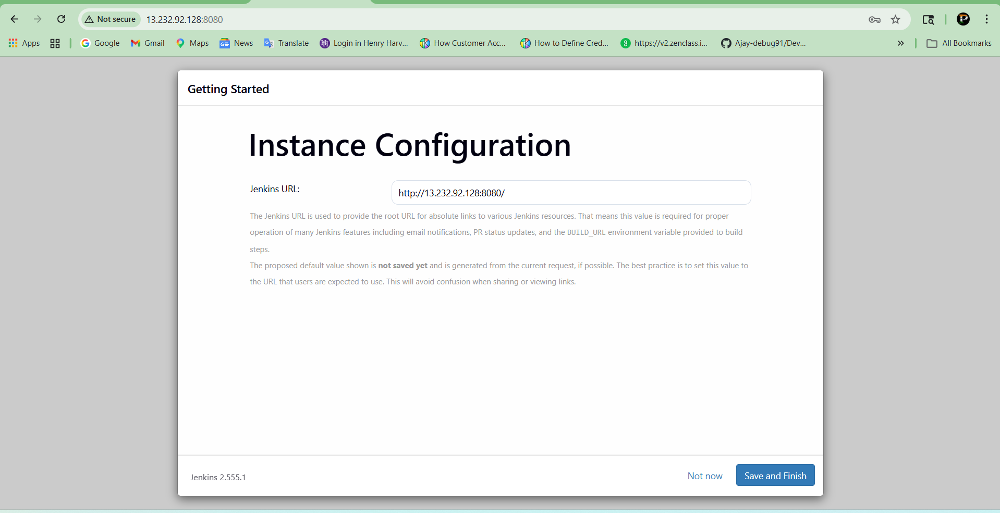 Not secure 13.232.92.128:8080
Apps Google Gmail Maps News Translate Login in Henry Harv... How Customer Acc... How to Define Cred... https://v2.zenclass.i... Ajay-debug91/Dev... » All Bookmarks
Getting Started
Instance Configuration
Jenkins URL: http://13.232.92.128:8080/
The Jenkins URL is used to provide the root URL for absolute links to various Jenkins resources. That means this value is required for proper
operation of many Jenkins features including email notifications, PR status updates, and the BUILD_URL environment variable provided to build
steps.
The proposed default value shown is not saved yet and is generated from the current request, if possible. The best practice is to set this value to
the URL that users are expected to use. This will avoid confusion when sharing or viewing links.
Jenkins 2.555.1 Not now Save and Finish